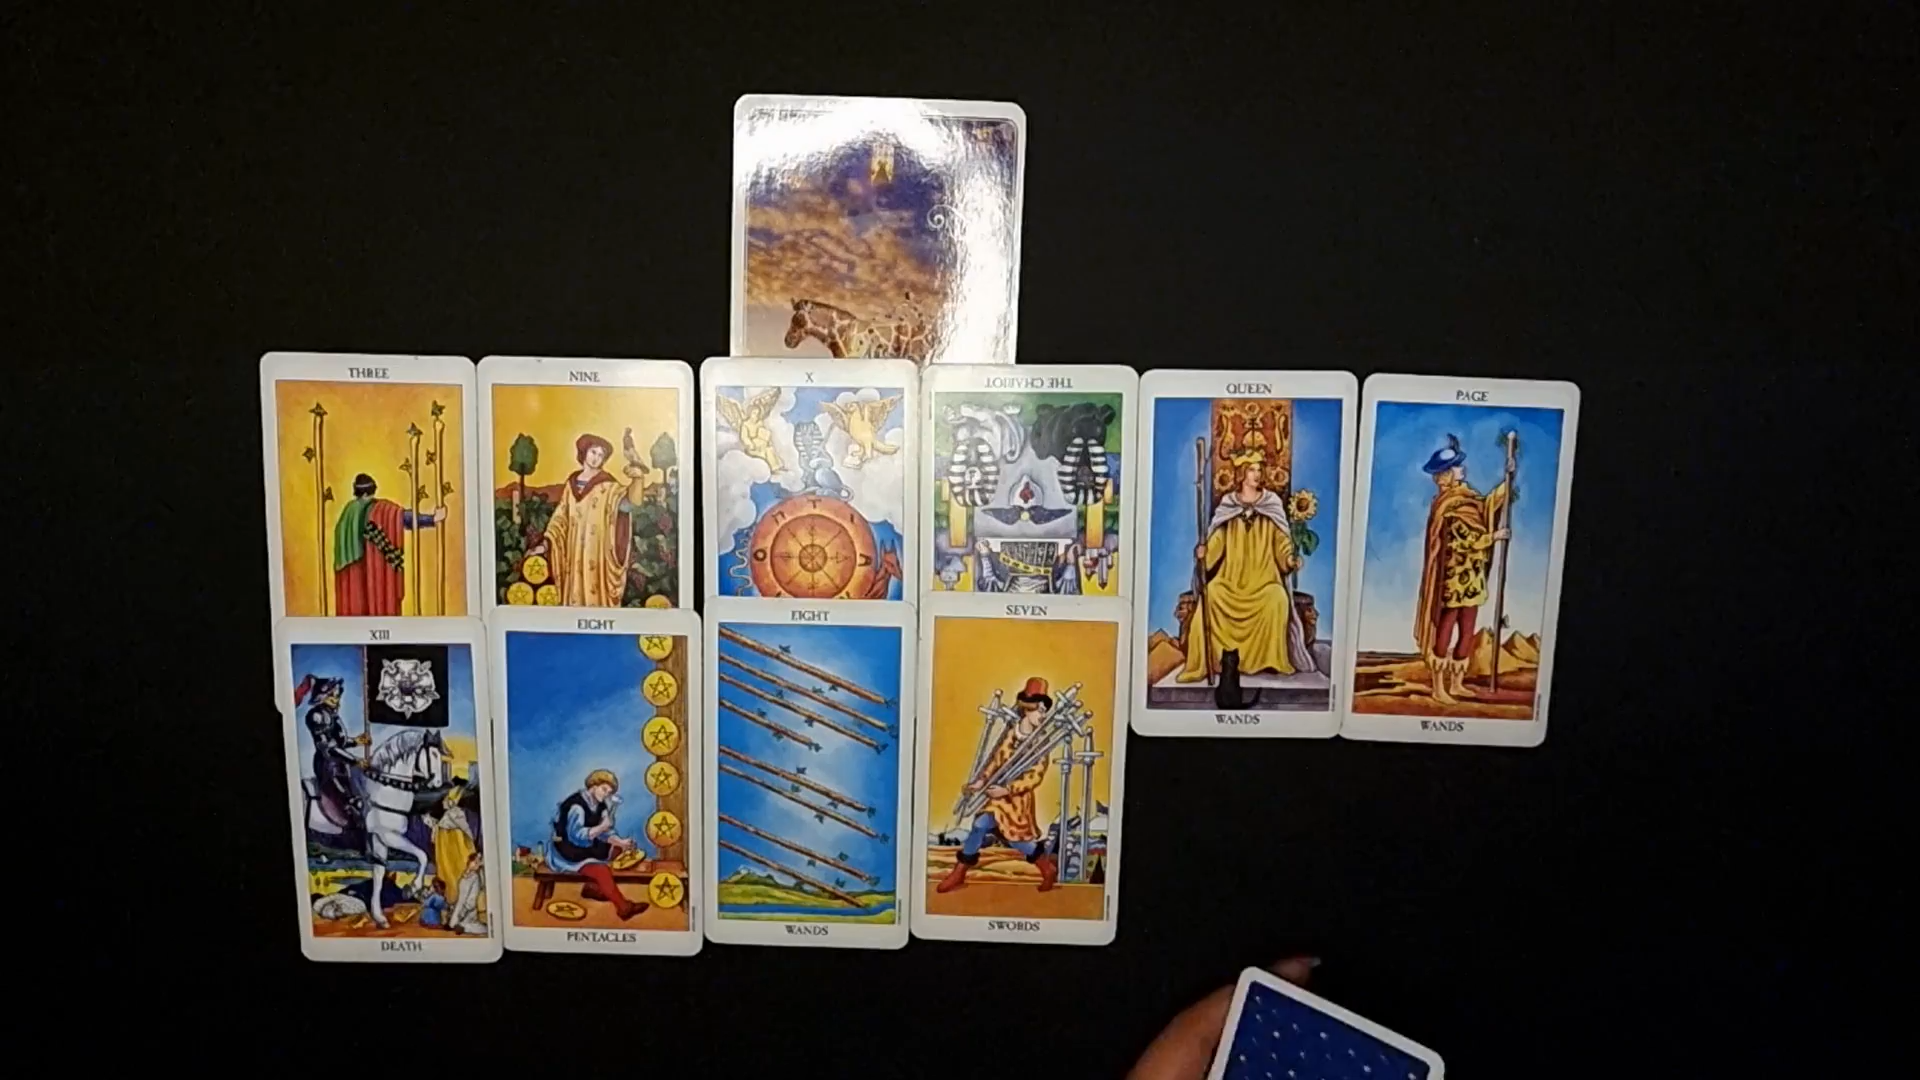 THREE
NINE
X
THE CHARIOT
QUEEN
PAGE
WANDS
WANDS
XIII
EIGHT
EIGHT
SEVEN
DEATH
PENTACLES
WANDS
SWORDS